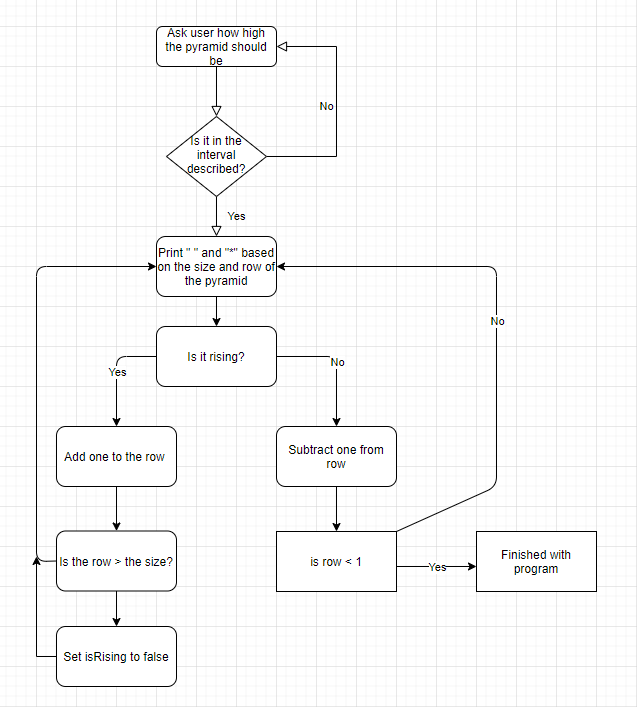 Ask user how high
the pyramid should
be
No
Is it in the
interval
described?
Yes
Print " " and "*" based
on the size and row of
the pyramid
No
Is it rising?
Yes
No
Add one to the row
Subtract one from
row
Is the row > the size?
is row < 1
Yes
Finished with
program
Set isRising to false